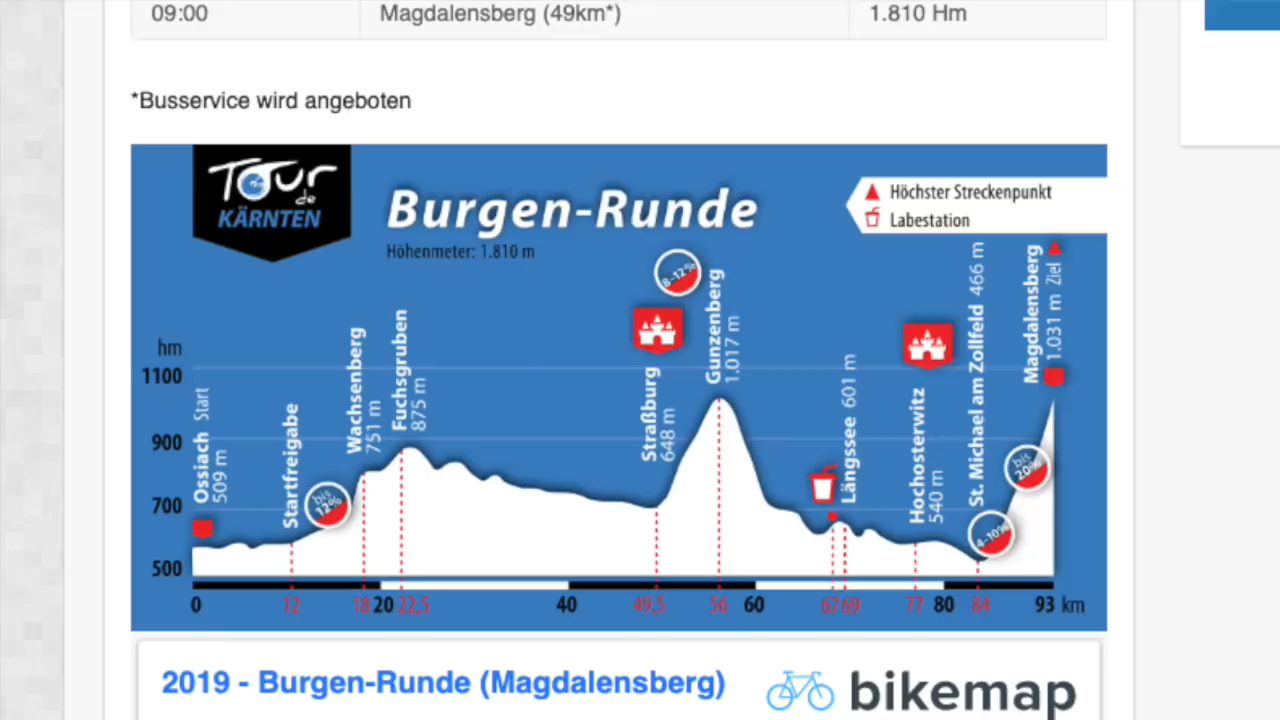 09:00 Magdalensberg (49km*) 1.810 Hm
*Busservice wird angeboten
Tour
de
KÄRNTEN
Burgen-Runde
Höhenmeter: 1.810 m
Höchster Streckenpunkt
Labestation
hm
1100
900
700
500
Ossiach Start
509 m
Startfreigabe
bis
12%
Wachsenberg
751 m
Fuchsgruben
875 m
Straßburg
648 m
8-12%
Gunzenberg
1.017 m
Längssee 601 m
Hochosterwitz
540 m
St. Michael am Zollfeld 466 m
4-10%
bis
20%
Magdalensberg
1.031 m Ziel
0 12 18 20 22,5 40 49,5 56 60 67 69 77 80 84 93 km
2019 - Burgen-Runde (Magdalensberg)
bikemap